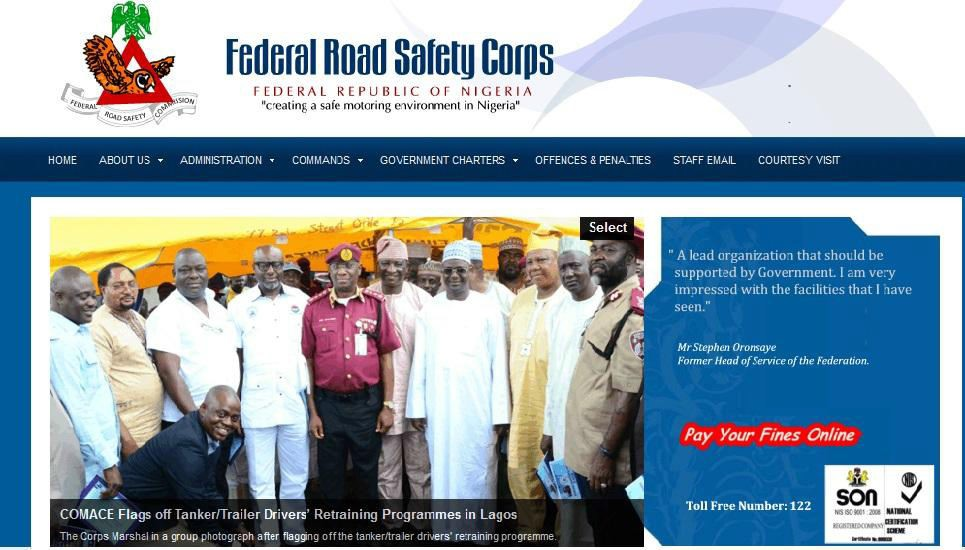 FEDERAL ROAD SAFETY COMMISSION
Federal Road Safety Corps
FEDERAL REPUBLIC OF NIGERIA
"creating a safe motoring environment in Nigeria"
HOME ABOUT US ADMINISTRATION COMMANDS GOVERNMENT CHARTERS OFFENCES & PENALTIES STAFF EMAIL COURTESY VISIT
Street Orile
Select
COMACE Flags off Tanker/Trailer Drivers' Retraining Programmes in Lagos
The Corps Marshal in a group photograph after flagging off the tanker/trailer drivers' retraining programme.
" A lead organization that should be
supported by Government. I am very
impressed with the facilities that I have
seen."
Mr Stephen Oronsaye
Former Head of Service of the Federation.
Pay Your Fines Online
Toll Free Number: 122
SON
NIS ISO 9001 : 2008
REGISTERED COMPANY
NIS
NATIONAL
CERTIFICATION
SCHEME